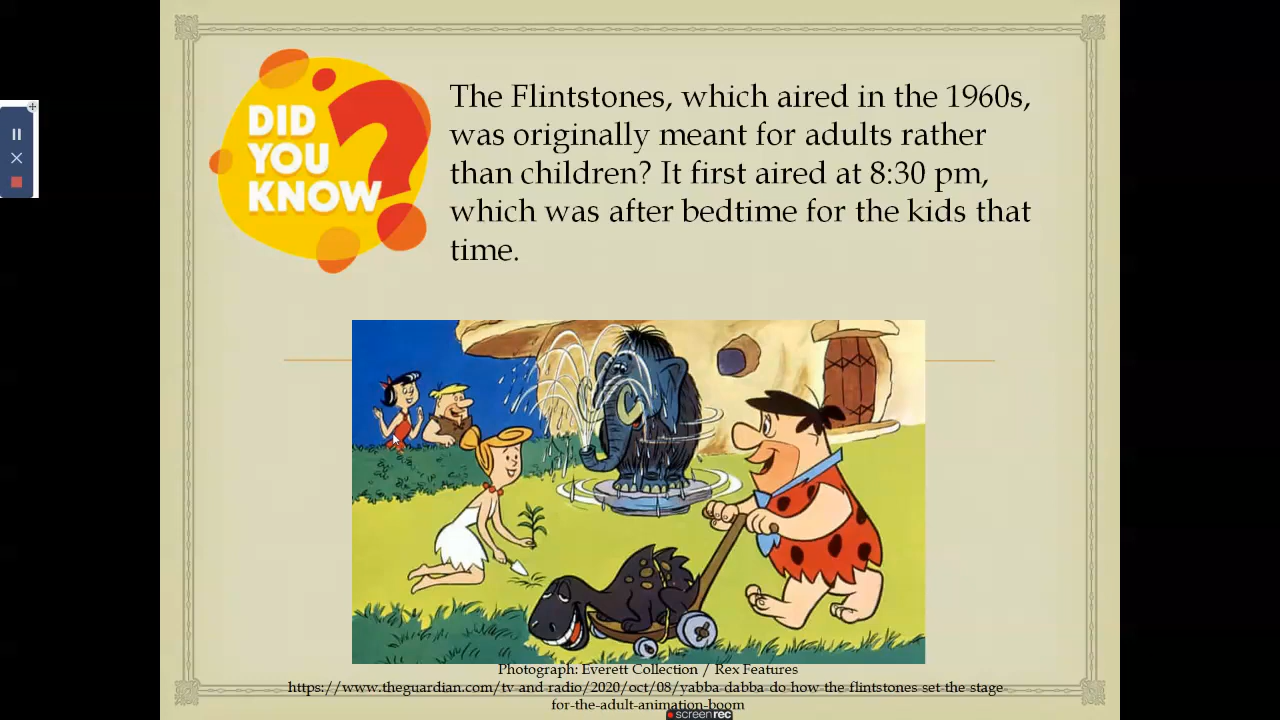 DID
YOU
KNOW
The Flintstones, which aired in the 1960s,
was originally meant for adults rather
than children? It first aired at 8:30 pm,
which was after bedtime for the kids that
time.
Photograph: Everett Collection / Rex Features
https://www.theguardian.com/tv and radio/2020/oct/08/yabba dabba do how the flintstones set the stage
for-the-adult-animation-boom
screenrec